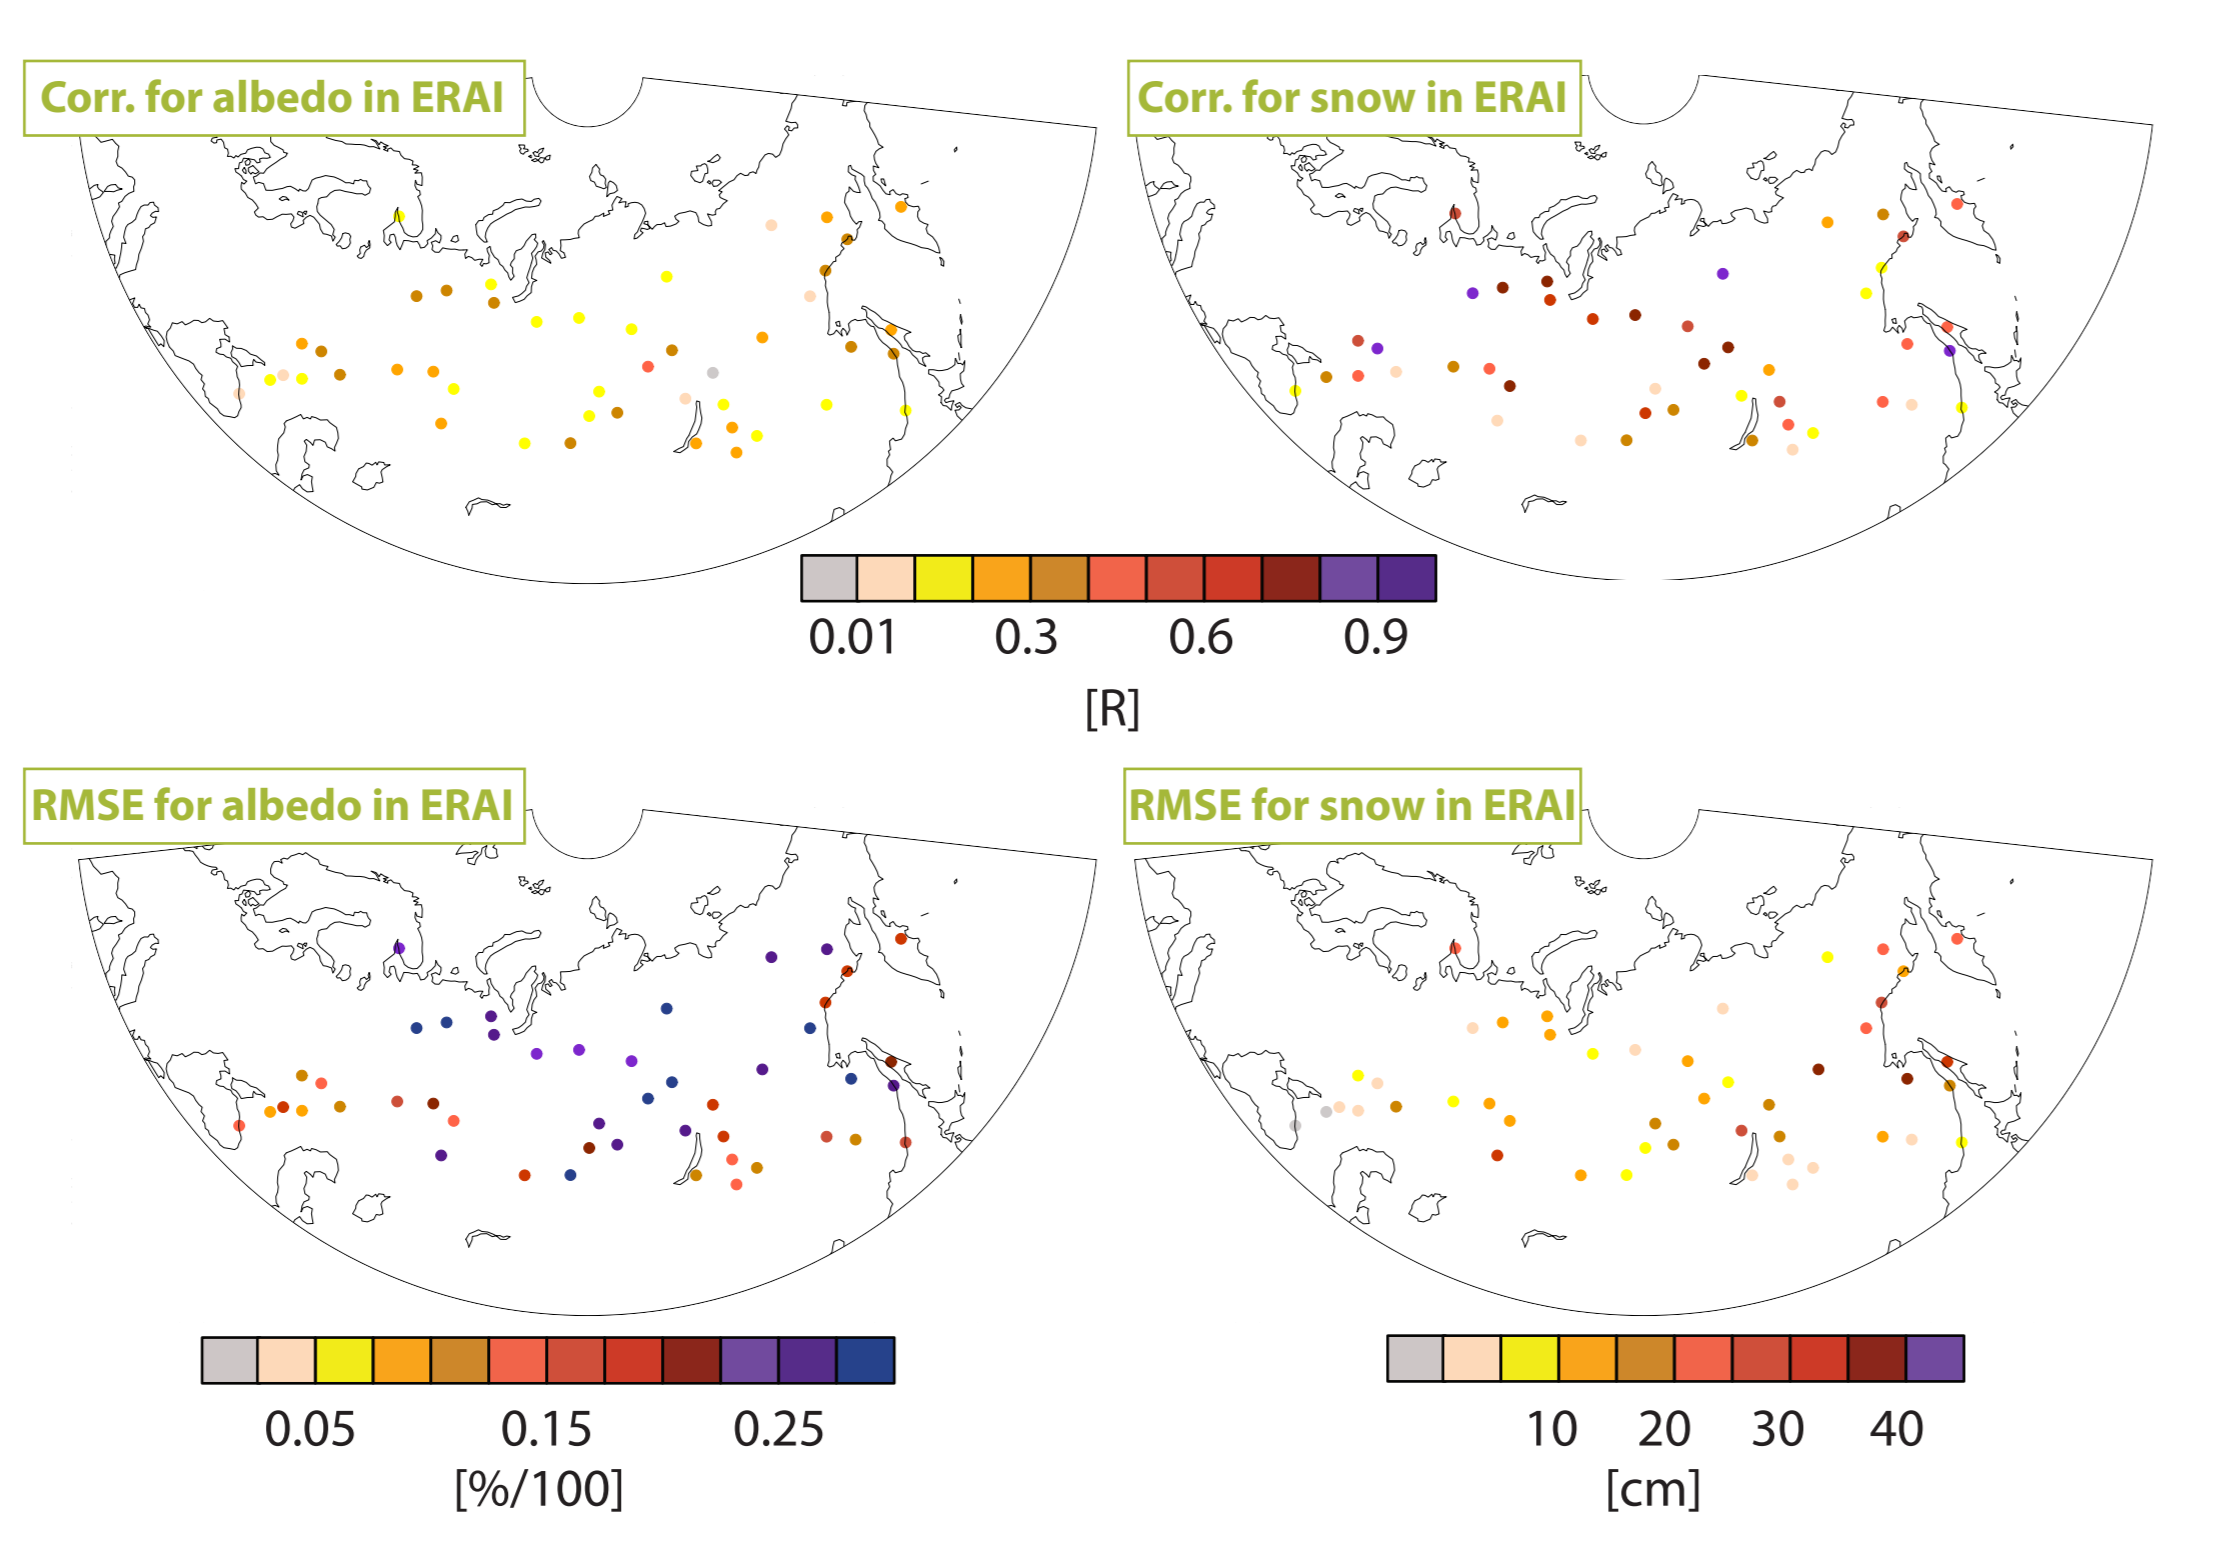 Corr. for albedo in ERAI
Corr. for snow in ERAI
0.01 0.3 0.6 0.9
[R]
RMSE for albedo in ERAI
RMSE for snow in ERAI
0.05 0.15 0.25
[%/100]
10 20 30 40
[cm]